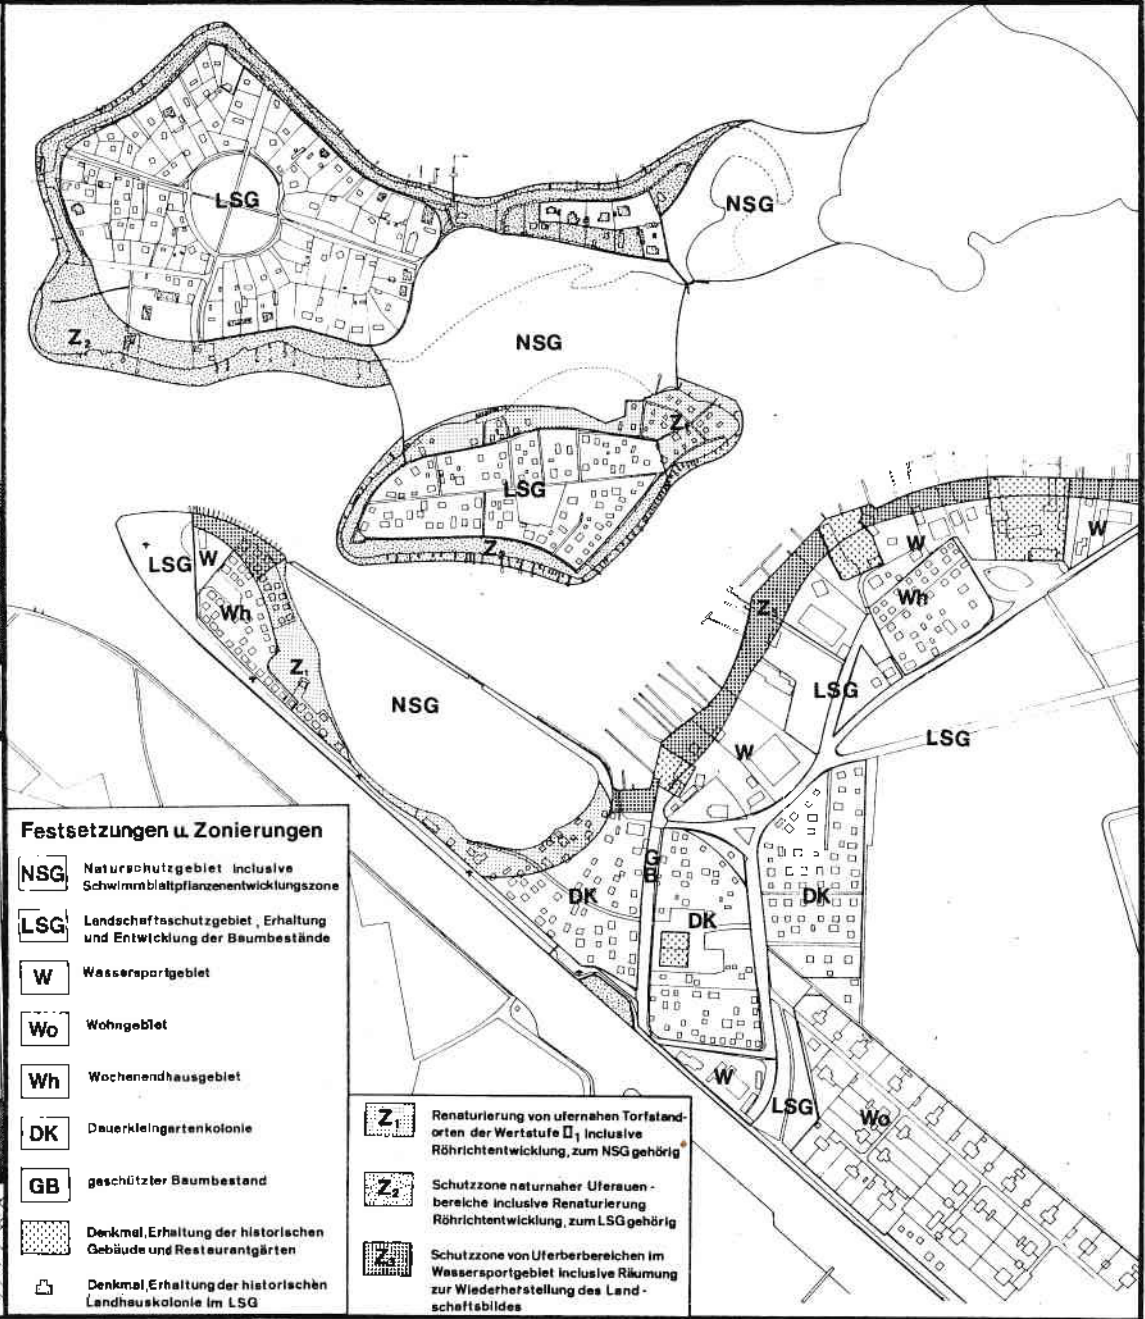 LSG
NSG
NSG
Z₂
Z₁
LSG
Z₂
LSG
W
Wh
Z₁
NSG
W
W
Wh
Z₃
LSG
LSG
W
GB
DK
DK
DK
W
LSG
Wo
Festsetzungen u. Zonierungen
NSG Naturschutzgebiet inclusive
Schwimmblattpflanzenentwicklungszone
LSG Landschaftsschutzgebiet, Erhaltung
und Entwicklung der Baumbestände
W Wassersportgebiet
Wo Wohngebiet
Wh Wochenendhausgebiet
DK Dauerkleingartenkolonie
GB geschützter Baumbestand
Denkmal, Erhaltung der historischen
Gebäude und Restaurantgärten
Denkmal, Erhaltung der historischen
Landhauskolonie im LSG
Z₁ Renaturierung von ufernahen Torfstand-
orten der Wertstufe II₁ inclusive
Röhrichtentwicklung, zum NSG gehörig
Z₂ Schutzzone naturnaher Uferauen-
bereiche inclusive Renaturierung
Röhrichtentwicklung, zum LSG gehörig
Z₃ Schutzzone von Uferberbereichen im
Wassersportgebiet inclusive Räumung
zur Wiederherstellung des Land-
schaftsbildes